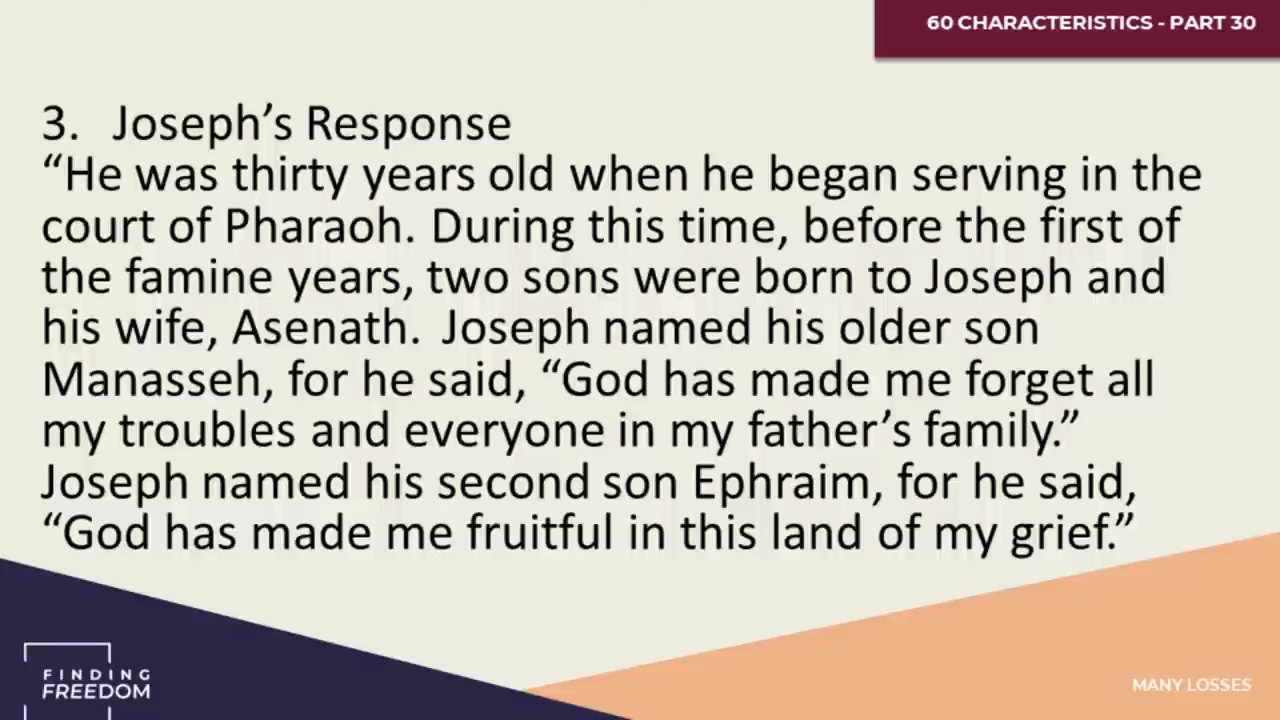 60 CHARACTERISTICS - PART 30
3. Joseph’s Response
“He was thirty years old when he began serving in the
court of Pharaoh. During this time, before the first of
the famine years, two sons were born to Joseph and
his wife, Asenath. Joseph named his older son
Manasseh, for he said, “God has made me forget all
my troubles and everyone in my father’s family.”
Joseph named his second son Ephraim, for he said,
“God has made me fruitful in this land of my grief.”
FINDING
FREEDOM
MANY LOSSES